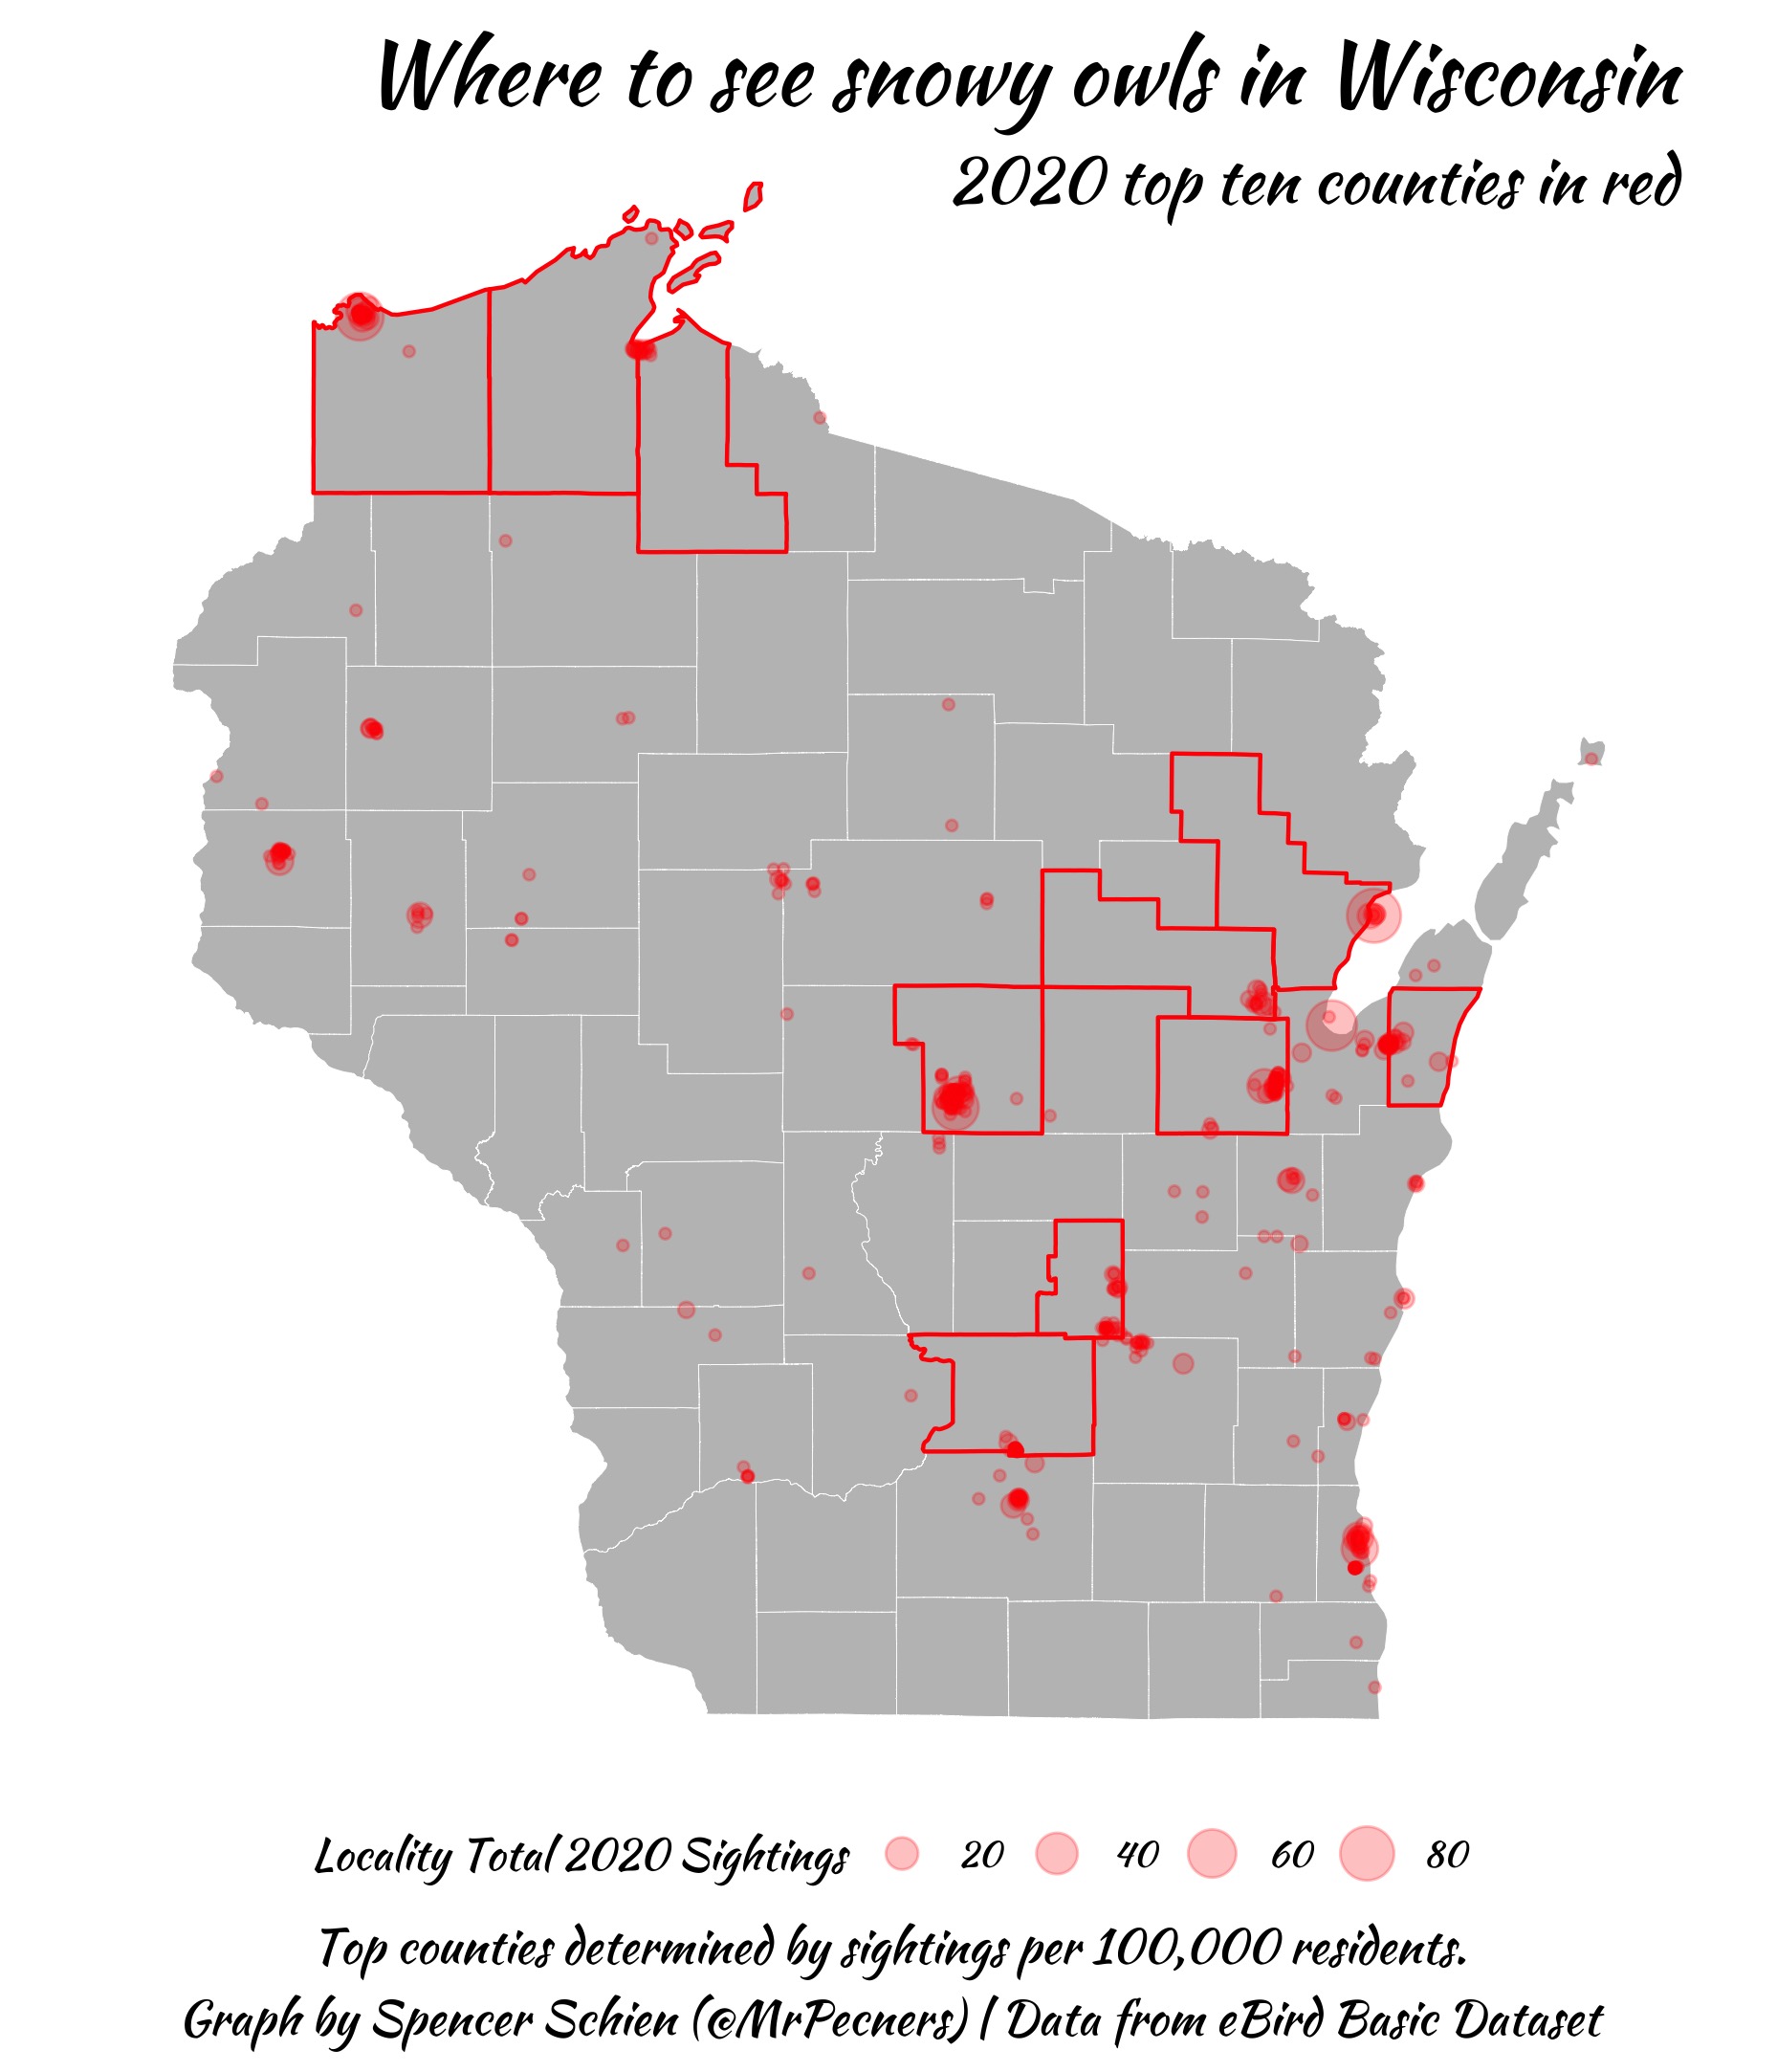 Where to see snowy owls in Wisconsin
2020 top ten counties in red
Locality Total 2020 Sightings 20 40 60 80
Top counties determined by sightings per 100,000 residents.
Graph by Spencer Schien (@MrPecners) | Data from eBird Basic Dataset